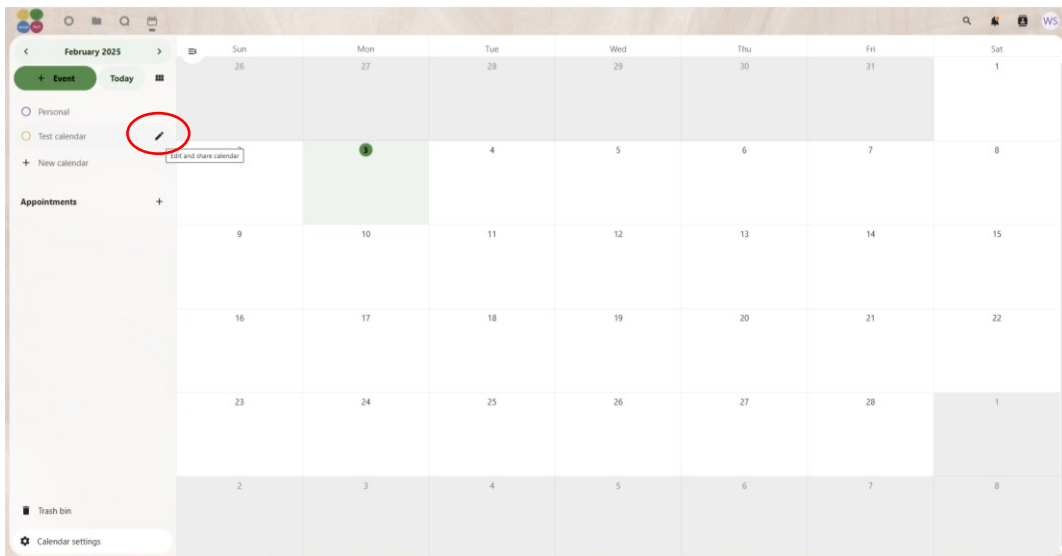 WS
February 2025
+ Event
Today
Personal
Test calendar
Edit and share calendar
+ New calendar
Appointments +
Trash bin
Calendar settings
Sun Mon Tue Wed Thu Fri Sat
26 27 28 29 30 31 1
3 4 5 6 7 8
9 10 11 12 13 14 15
16 17 18 19 20 21 22
23 24 25 26 27 28 1
2 3 4 5 6 7 8